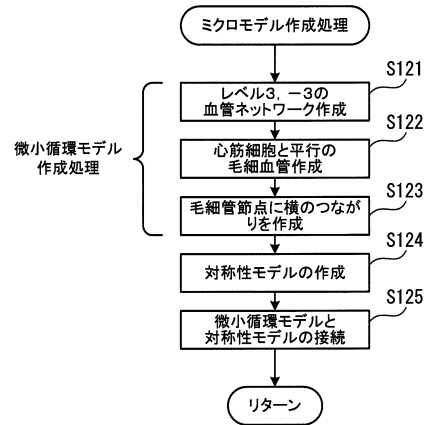 ミクロモデル作成処理
S121
レベル3,－3の
血管ネットワーク作成
S122
心筋細胞と平行の
毛細血管作成
微小循環モデル
作成処理
S123
毛細管節点に横のつなが
りを作成
S124
対称性モデルの作成
S125
微小循環モデルと
対称性モデルの接続
リターン